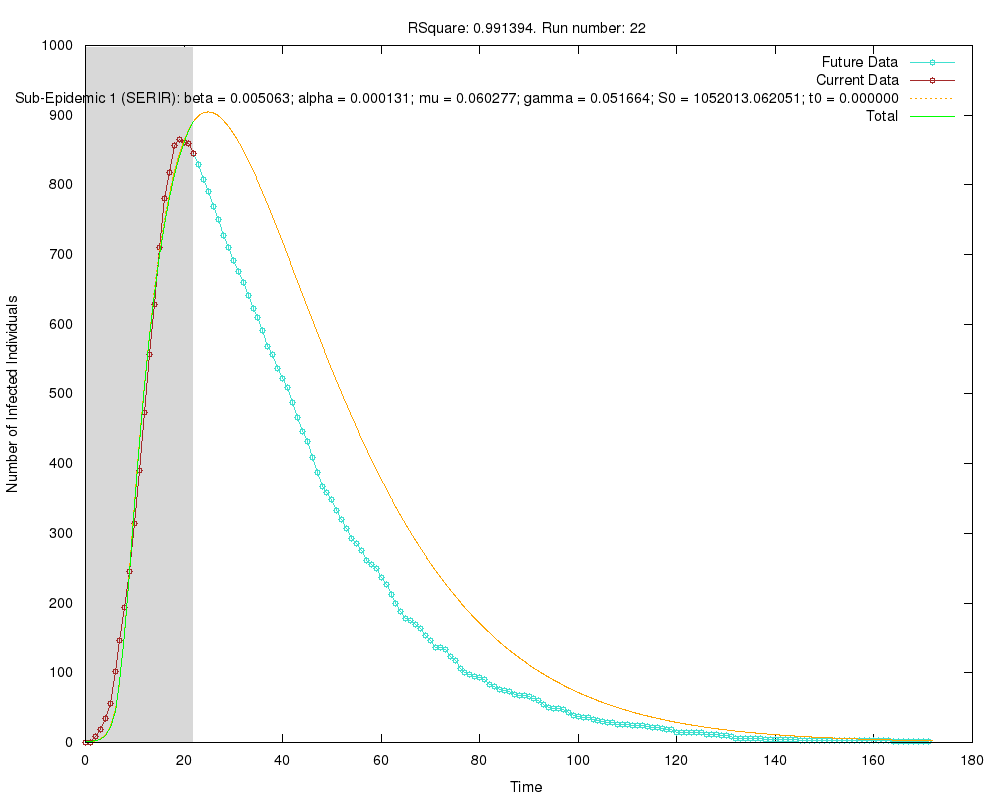 RSquare: 0.991394. Run number: 22
1000
900
800
700
600
500
400
300
200
100
0
Number of Infected Individuals
Future Data
Current Data
Sub-Epidemic 1 (SERIR): beta = 0.005063; alpha = 0.000131; mu = 0.060277; gamma = 0.051664; S0 = 1052013.062051; t0 = 0.000000
Total
0 20 40 60 80 100 120 140 160 180
Time